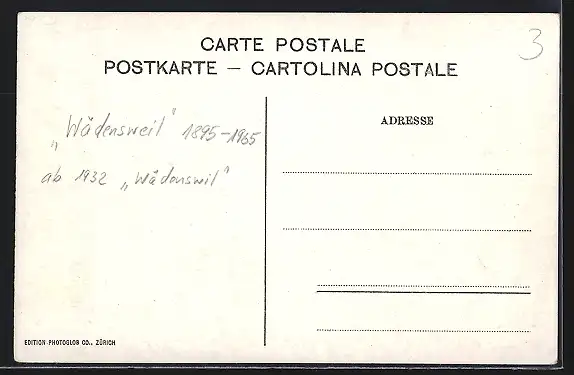 CARTE POSTALE
POSTKARTE – CARTOLINA POSTALE
3
ADRESSE
„Wädensweil" 1895–1965
ab 1932 „Wädenswil"
EDITION PHOTOGLOB CO., ZÜRICH